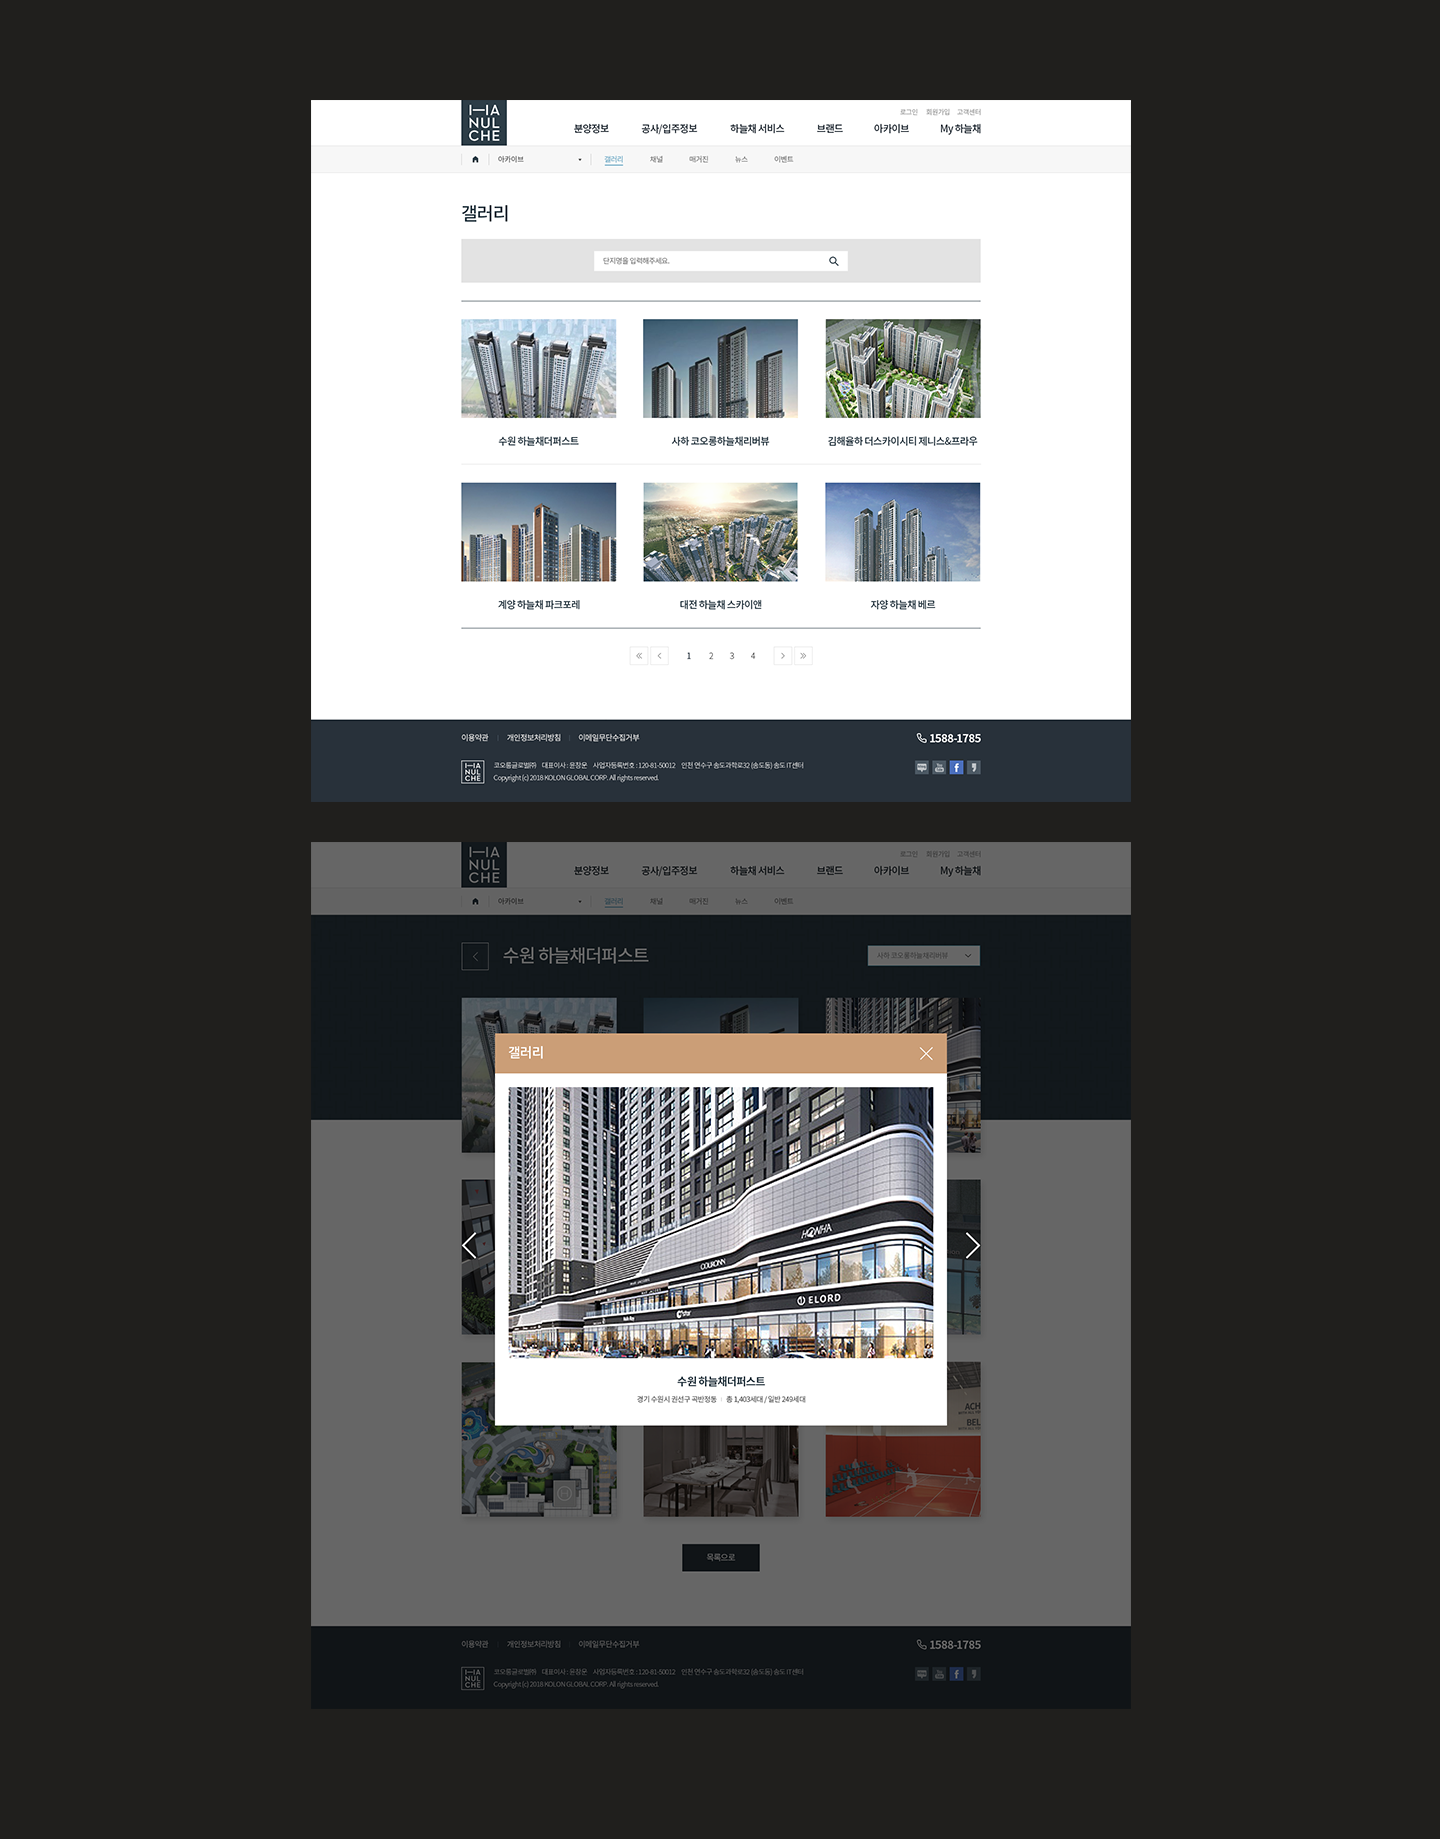 HA
NUL
CHE
로그인 회원가입 고객센터
분양정보 공사/입주정보 하늘채 서비스 브랜드 아카이브 My 하늘채
아카이브 갤러리 채널 매거진 뉴스 이벤트
갤러리
단지명을 입력해주세요.
수원 하늘채더퍼스트 사하 코오롱하늘채리버뷰 김해율하 더스카이시티 제니스&프라우
계양 하늘채 파크포레 대전 하늘채 스카이앤 자양 하늘채 베르
1 2 3 4
이용약관 개인정보처리방침 이메일무단수집거부 1588-1785
HA
NUL
CHE
코오롱글로벌㈜ 대표이사 : 윤창운 사업자등록번호 : 120-81-50012 인천 연수구 송도과학로32 (송도동) 송도 IT센터
Copyright (c) 2018 KOLON GLOBAL CORP. All rights reserved.
HA
NUL
CHE
로그인 회원가입 고객센터
분양정보 공사/입주정보 하늘채 서비스 브랜드 아카이브 My 하늘채
아카이브 갤러리 채널 매거진 뉴스 이벤트
수원 하늘채더퍼스트
사하 코오롱하늘채리버뷰
갤러리
HONHA
ELORD
수원 하늘채더퍼스트
경기 수원시 권선구 곡반정동 총 1,403세대 / 일반 249세대
ACH
BEL
목록으로
이용약관 개인정보처리방침 이메일무단수집거부 1588-1785
HA
NUL
CHE
코오롱글로벌㈜ 대표이사 : 윤창운 사업자등록번호 : 120-81-50012 인천 연수구 송도과학로32 (송도동) 송도 IT센터
Copyright (c) 2018 KOLON GLOBAL CORP. All rights reserved.